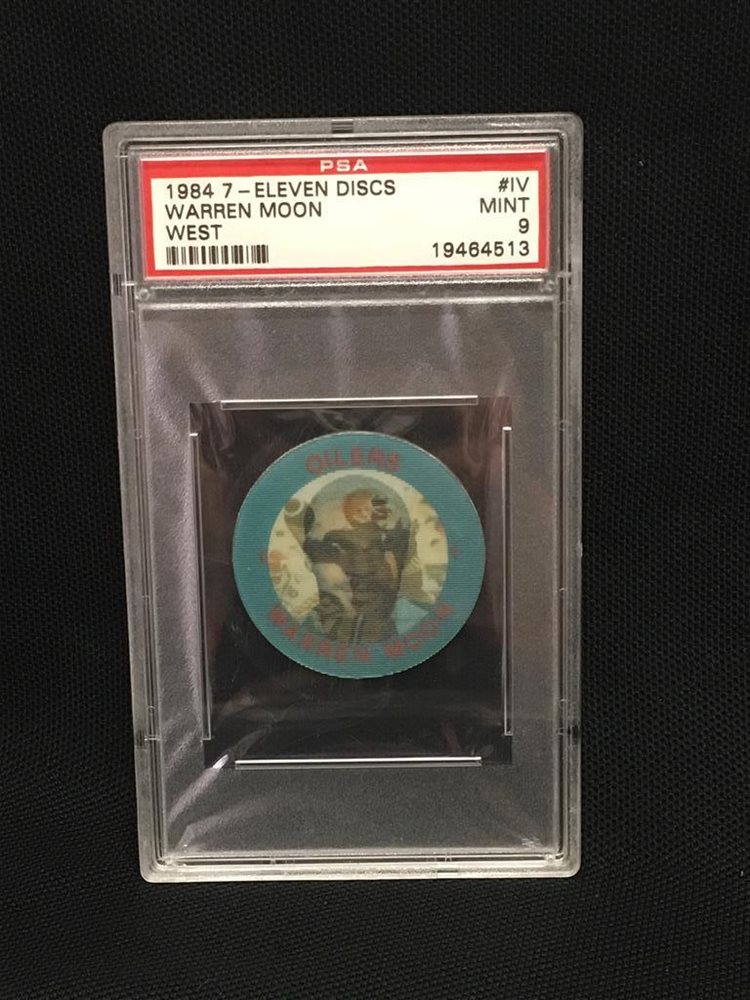 PSA
1984 7-ELEVEN DISCS #IV
WARREN MOON MINT
WEST 9
19464513
OILERS
WARREN MOON